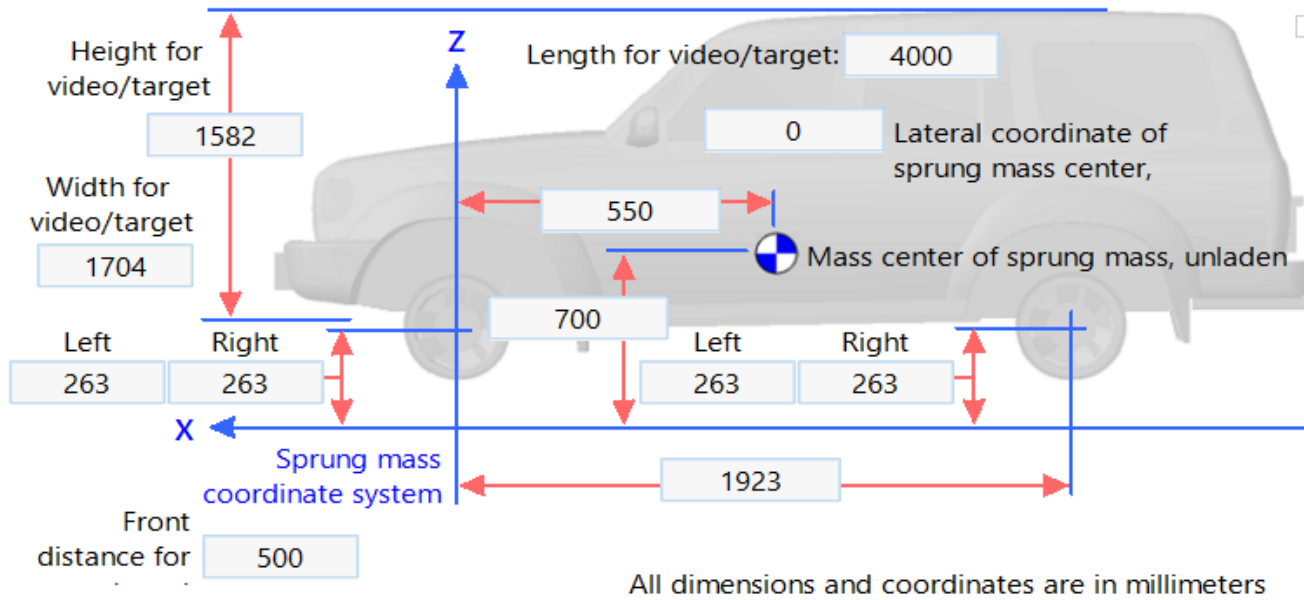 Height for
video/target
1582
Z
Length for video/target:
4000
0
Lateral coordinate of
sprung mass center,
Width for
video/target
1704
550
Mass center of sprung mass, unladen
700
Left
Right
263
263
Left
Right
263
263
X
Sprung mass
coordinate system
1923
Front
distance for
500
All dimensions and coordinates are in millimeters